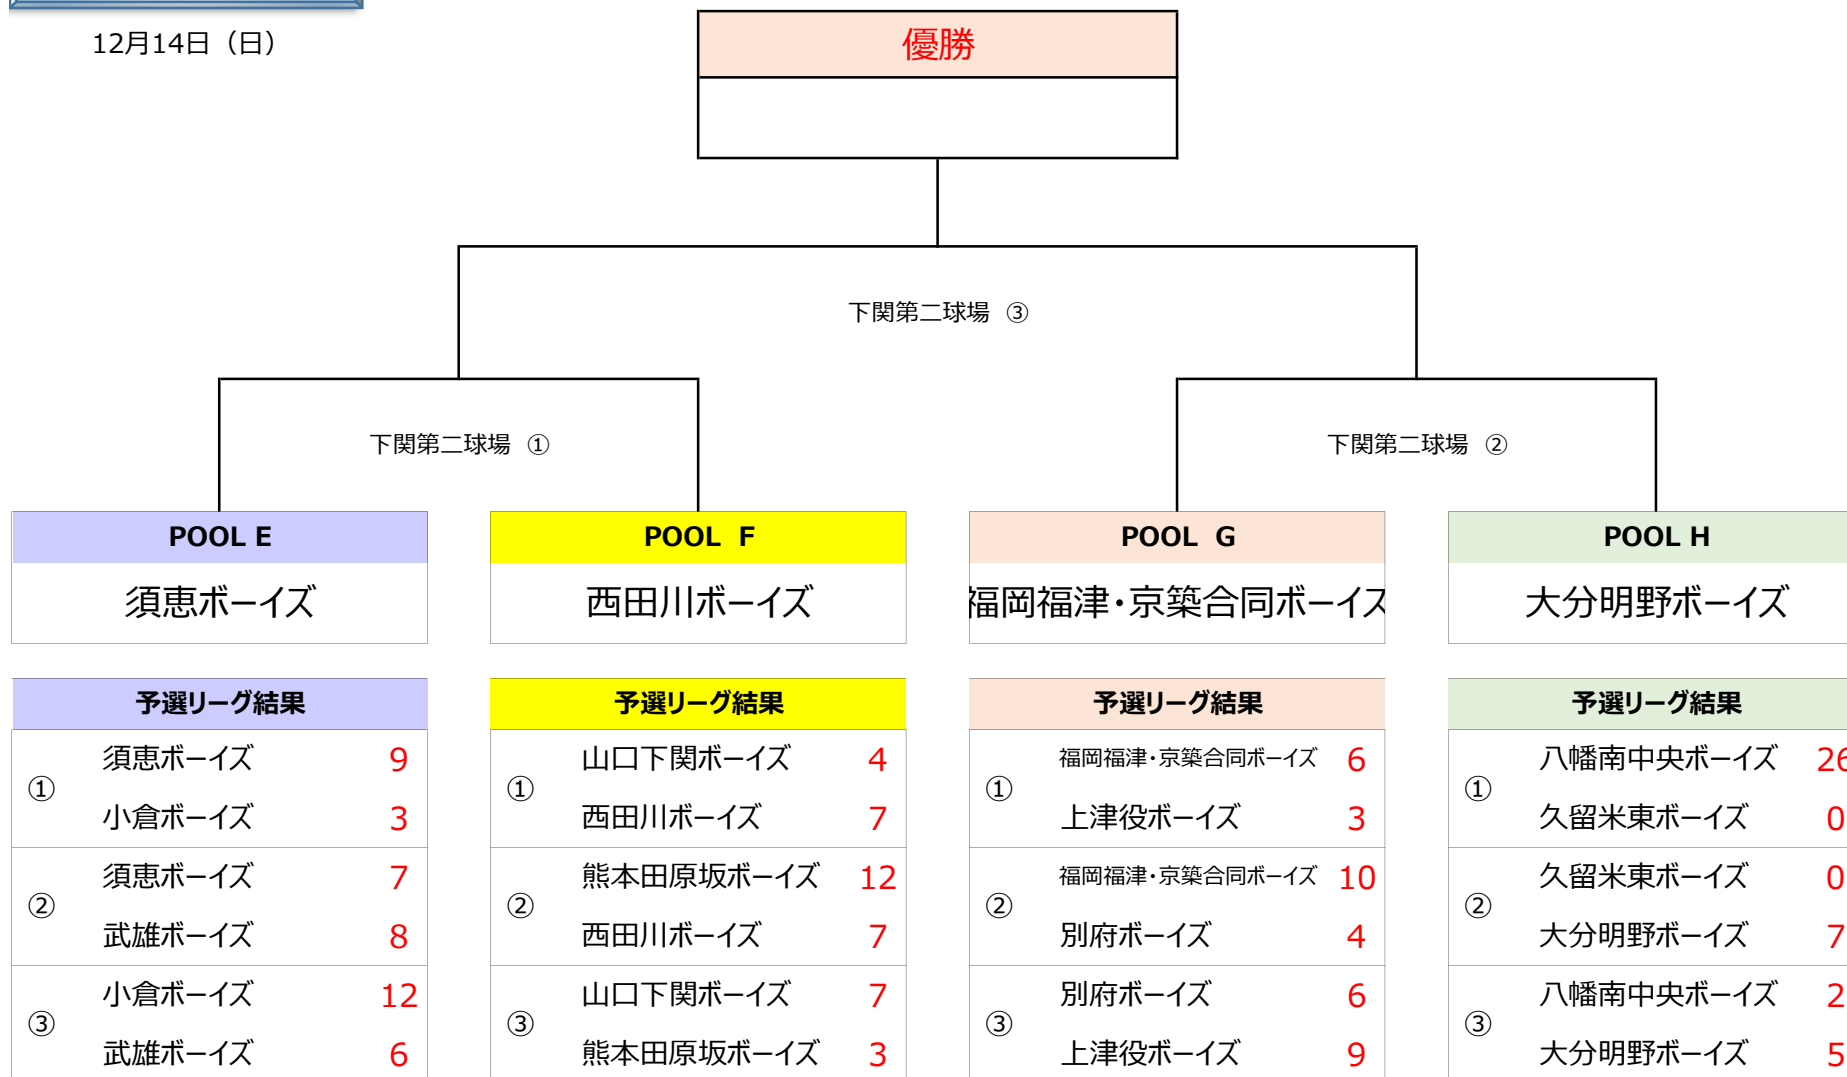 12月14日（日）
優勝
下関第二球場 ③
下関第二球場 ①
下関第二球場 ②
POOL E
POOL F
POOL G
POOL H
須恵ボーイズ
西田川ボーイズ
福岡福津・京築合同ボーイズ
大分明野ボーイズ
予選リーグ結果
予選リーグ結果
予選リーグ結果
予選リーグ結果
①
須恵ボーイズ 9
小倉ボーイズ 3
②
須恵ボーイズ 7
武雄ボーイズ 8
③
小倉ボーイズ 12
武雄ボーイズ 6
①
山口下関ボーイズ 4
西田川ボーイズ 7
②
熊本田原坂ボーイズ 12
西田川ボーイズ 7
③
山口下関ボーイズ 7
熊本田原坂ボーイズ 3
①
福岡福津・京築合同ボーイズ 6
上津役ボーイズ 3
②
福岡福津・京築合同ボーイズ 10
別府ボーイズ 4
③
別府ボーイズ 6
上津役ボーイズ 9
①
八幡南中央ボーイズ 26
久留米東ボーイズ 0
②
久留米東ボーイズ 0
大分明野ボーイズ 7
③
八幡南中央ボーイズ 2
大分明野ボーイズ 5